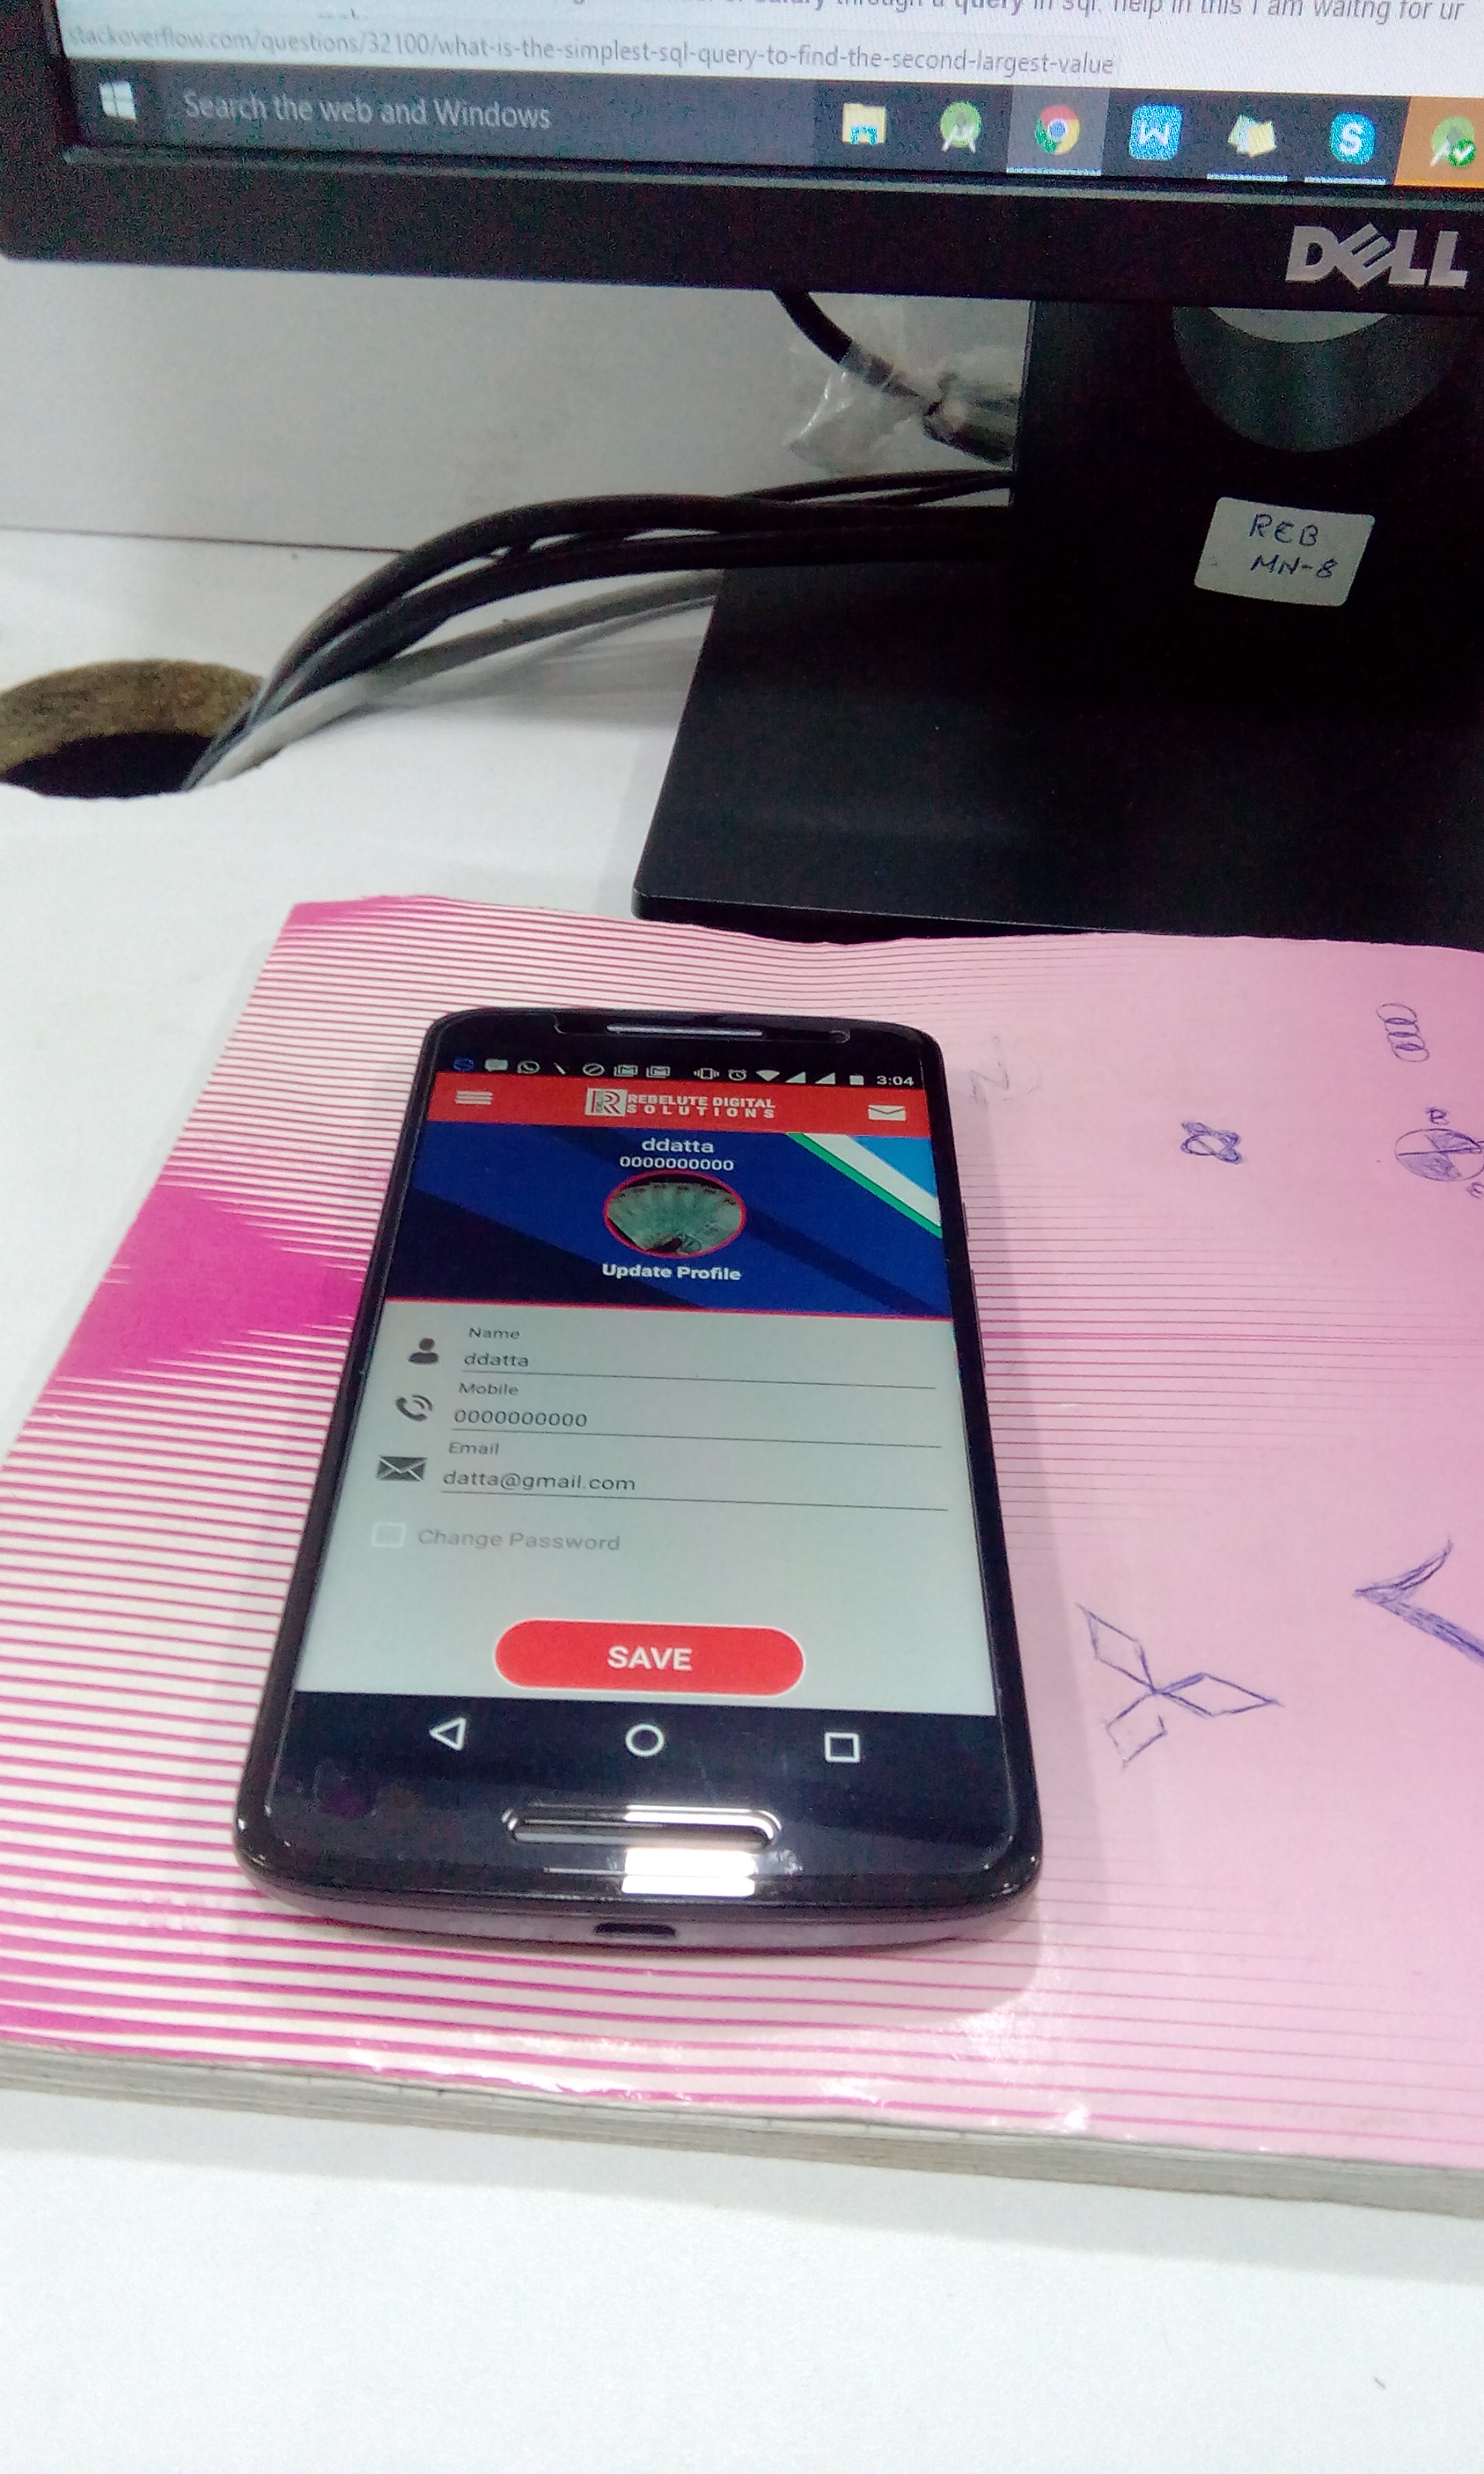 through a query in sql. help in this I am waitng for ur
stackoverflow.com/questions/32100/what-is-the-simplest-sql-query-to-find-the-second-largest-value
Search the web and Windows
W
S
DELL
REB
MN-8
3:04
R REBELUTE DIGITAL
SOLUTIONS
ddatta
0000000000
Update Profile
Name
ddatta
Mobile
0000000000
Email
datta@gmail.com
Change Password
SAVE